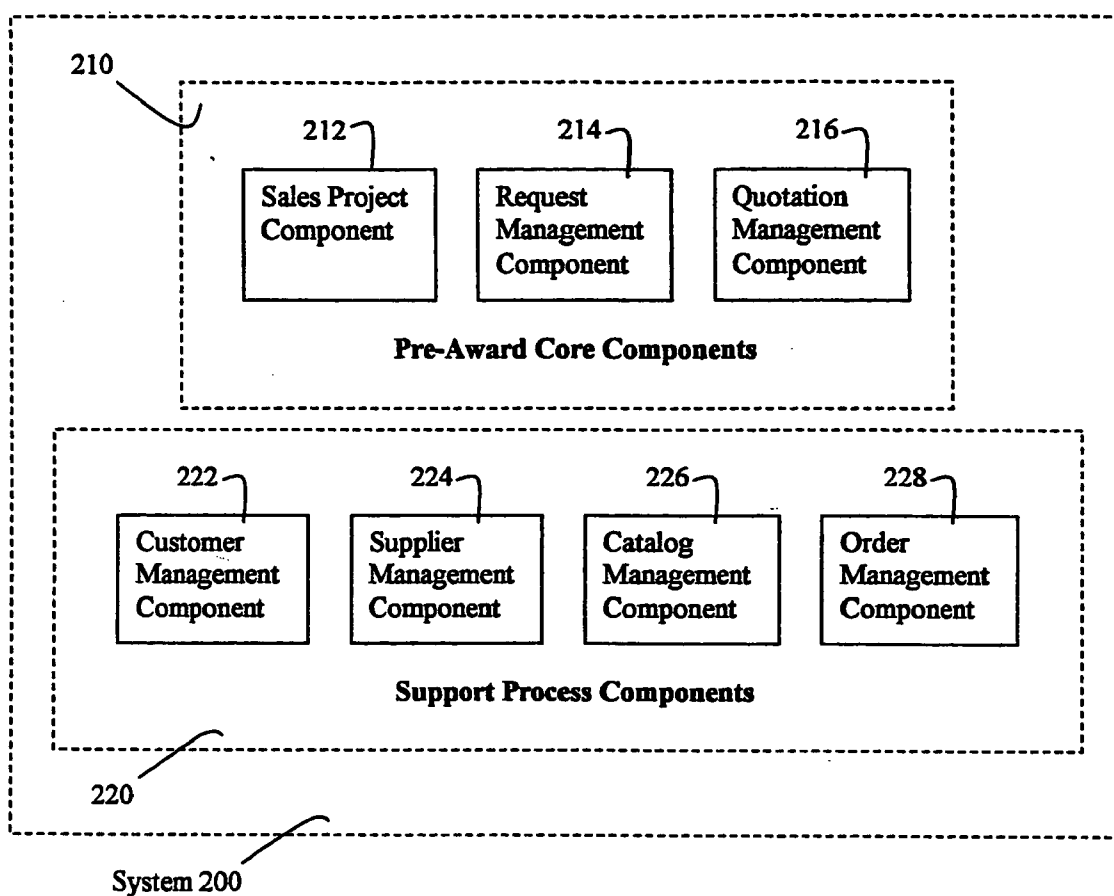 210
212
214
216
Sales Project
Component
Request
Management
Component
Quotation
Management
Component
Pre-Award Core Components
222
224
226
228
Customer
Management
Component
Supplier
Management
Component
Catalog
Management
Component
Order
Management
Component
Support Process Components
220
System 200